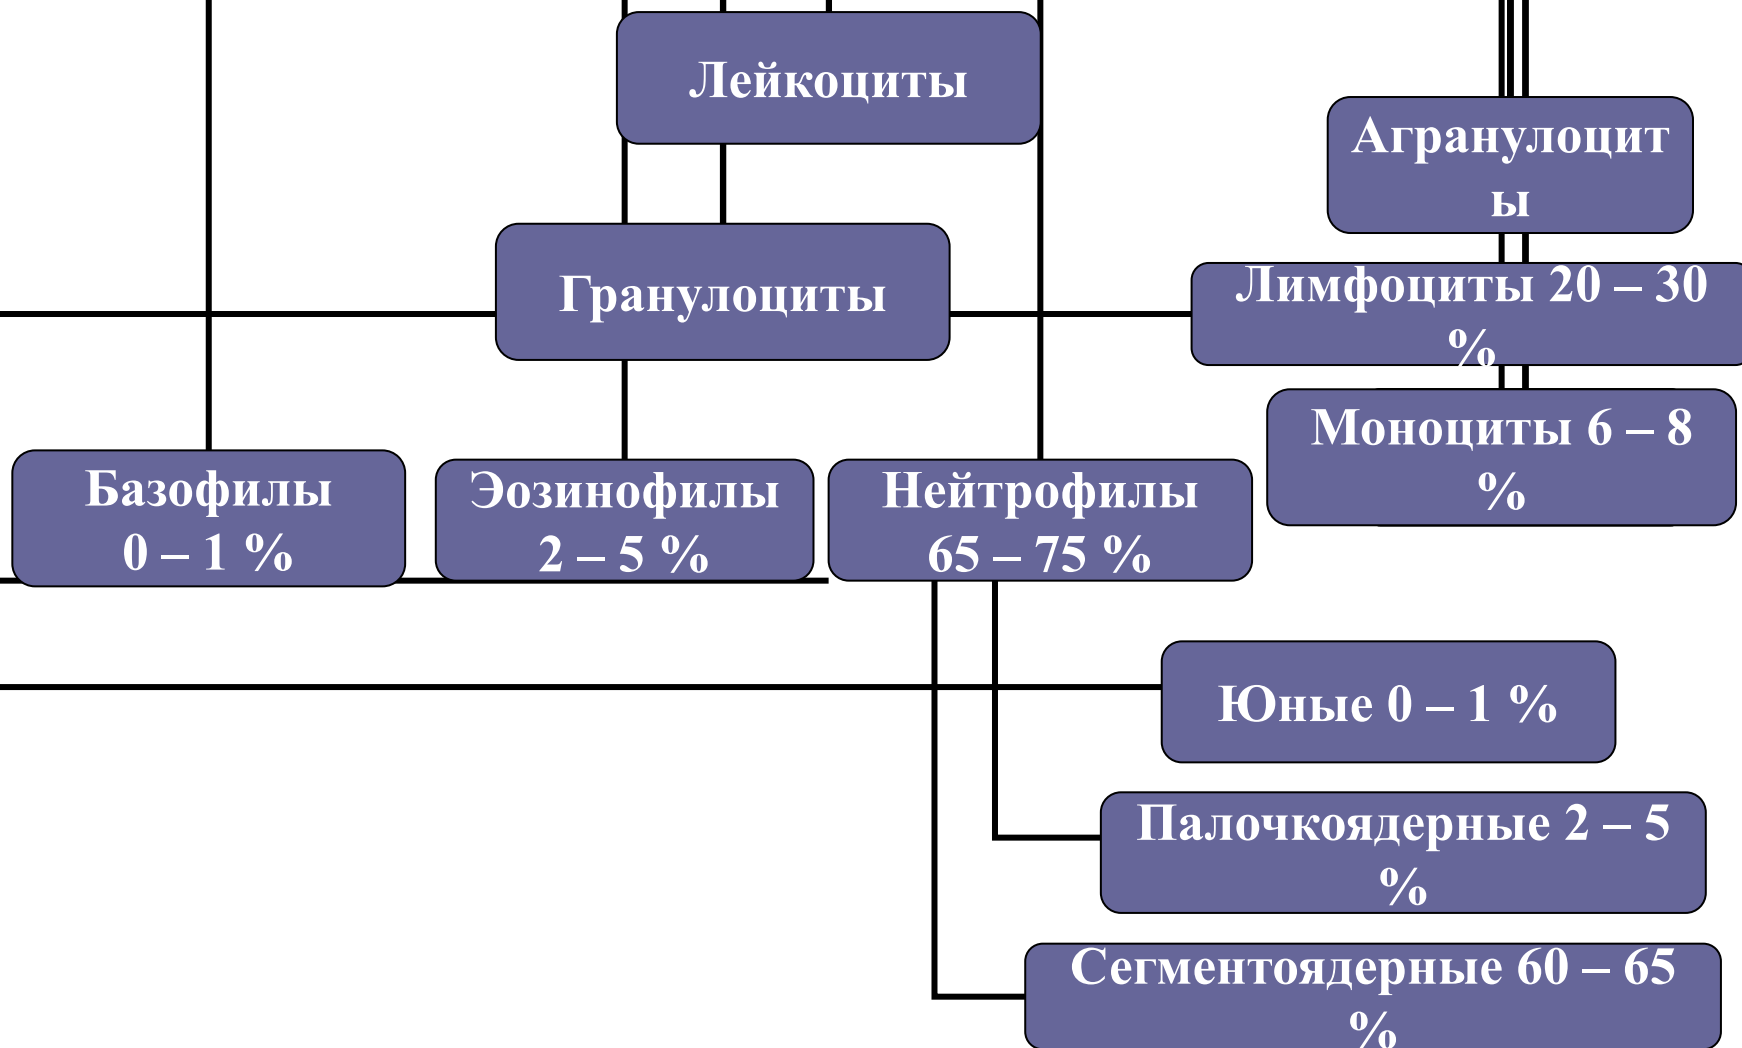 Лейкоциты
Агранулоцит
ы
Гранулоциты
Лимфоциты 20 – 30
%
Моноциты 6 – 8
%
Базофилы
0 – 1 %
Эозинофилы
2 – 5 %
Нейтрофилы
65 – 75 %
Юные 0 – 1 %
Палочкоядерные 2 – 5
%
Сегментоядерные 60 – 65
%